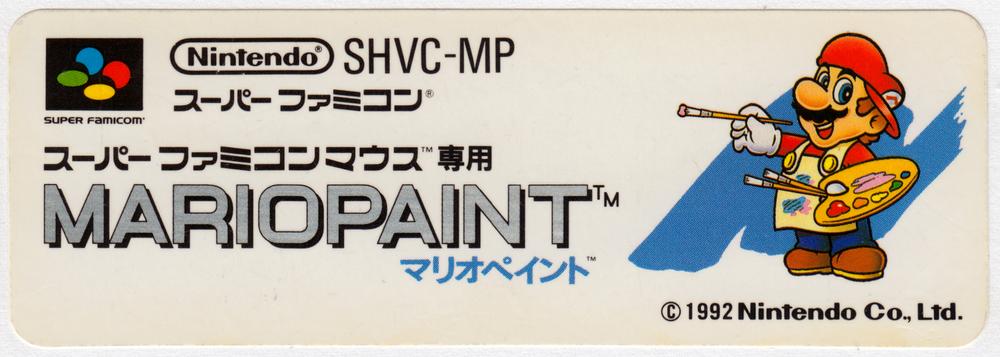 Nintendo® SHVC-MP
スーパーファミコン®
SUPER FAMICOM™
スーパーファミコンマウス™専用
MARIOPAINT™
マリオペイント™
©1992 Nintendo Co., Ltd.